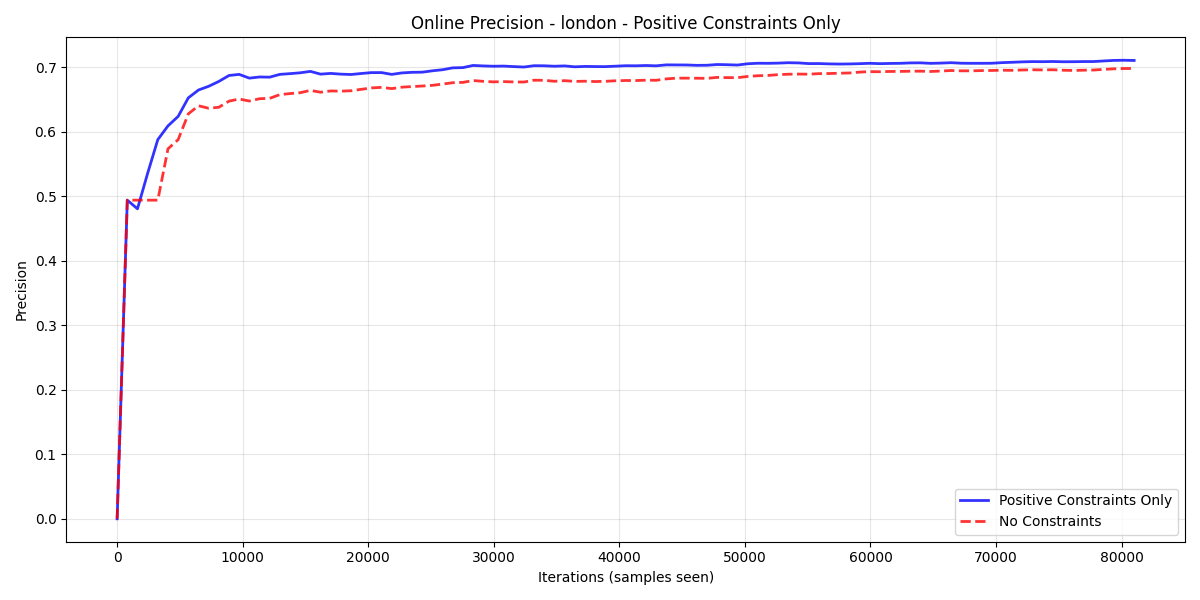 Online Precision - london - Positive Constraints Only
Precision
0.7
0.6
0.5
0.4
0.3
0.2
0.1
0.0
Positive Constraints Only
No Constraints
0 10000 20000 30000 40000 50000 60000 70000 80000
Iterations (samples seen)